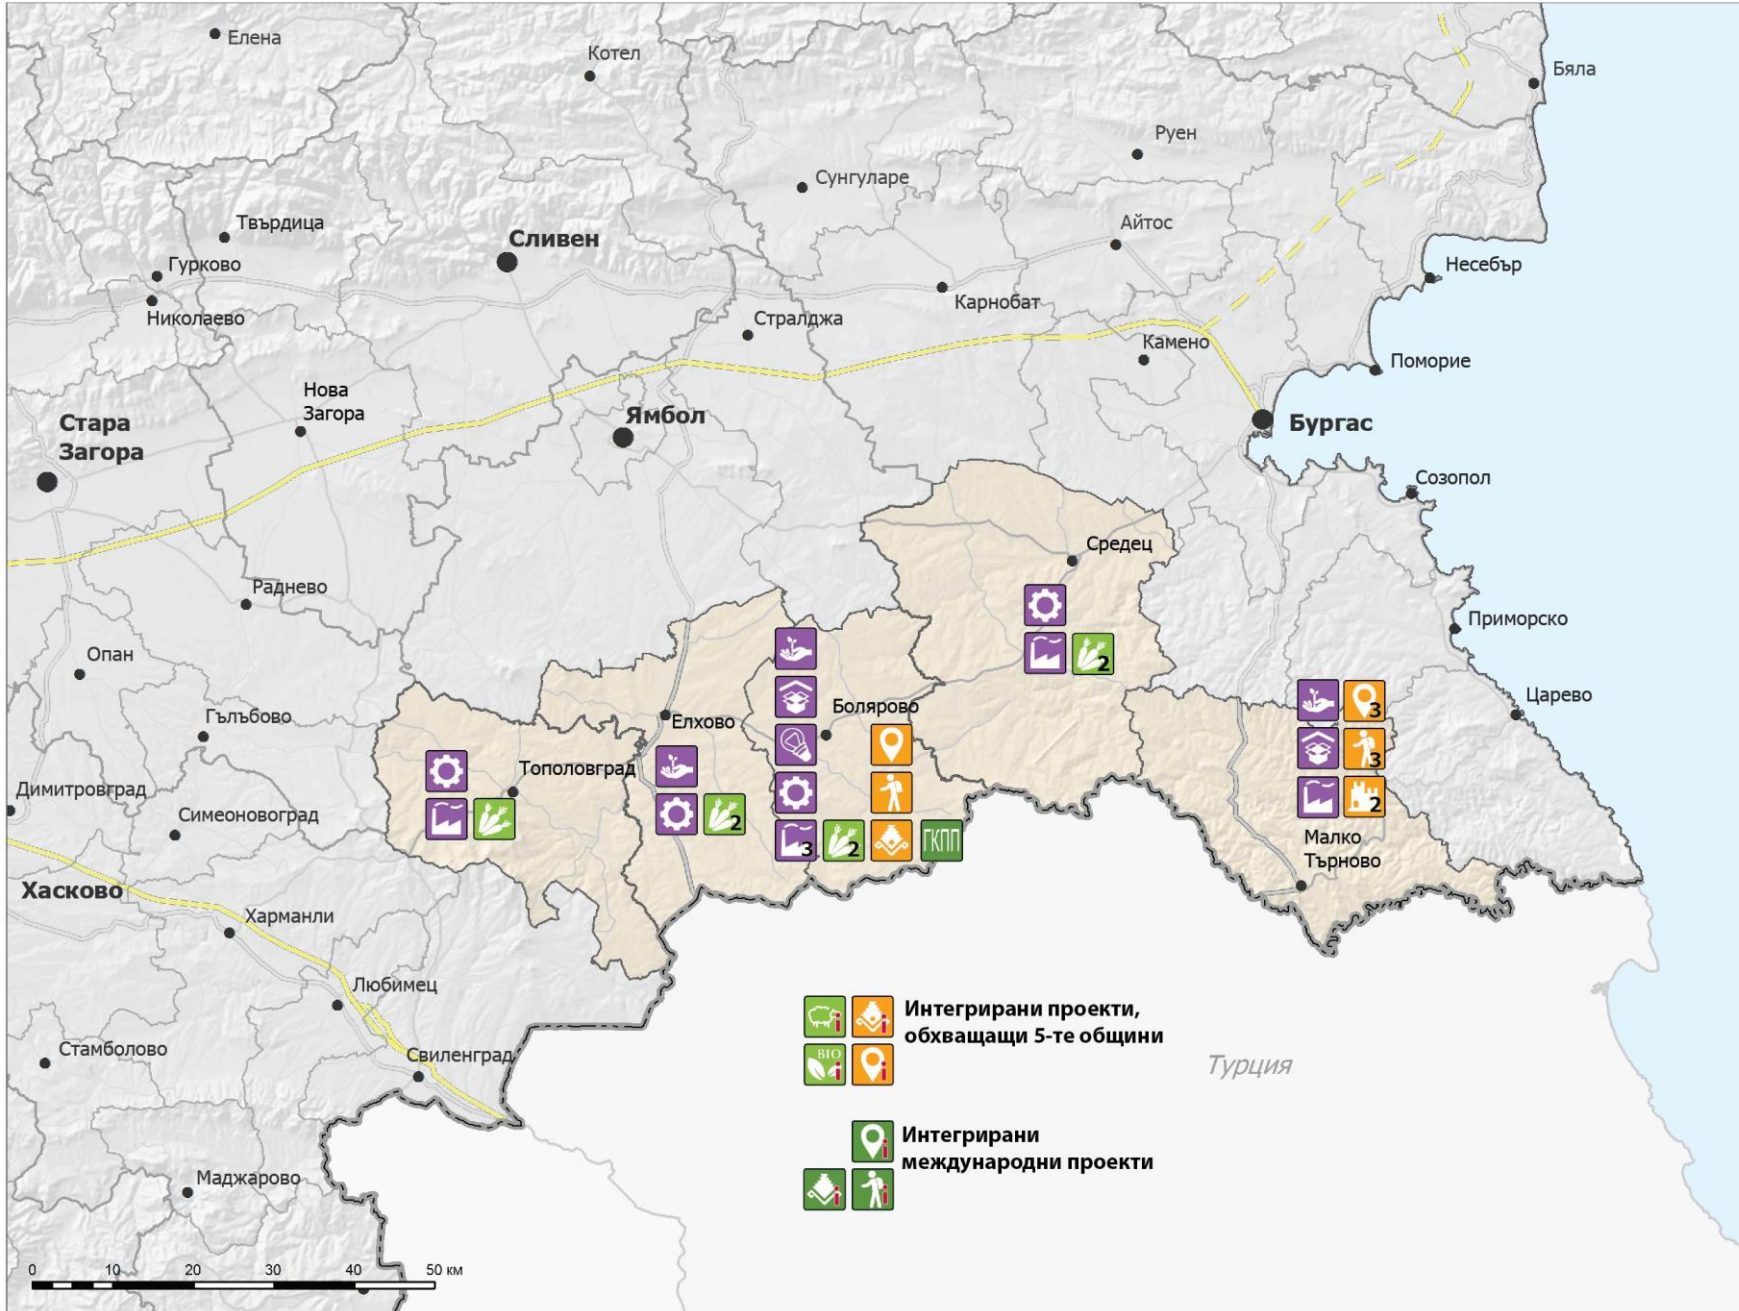 Елена
Котел
Бяла
Руен
Сунгуларе
Твърдица
Айтос
Сливен
Гурково
Несебър
Карнобат
Николаево
Стралджа
Камено
Поморие
Нова
Загора
Ямбол
Стара
Загора
Бургас
Созопол
Средец
Раднево
Приморско
Опан
2
Царево
Гълъбово
Болярово
Елхово
3
3
2
Тополовград
Димитровград
Симеоновград
2
3
2
ГКПП
Малко
Търново
Хасково
Харманли
Любимец
Интегрирани проекти,
обхващащи 5-те общини
i
i
BIO
i
i
Стамболово
Свиленград
Турция
Интегрирани
международни проекти
i
i
i
Маджарово
0
10
20
30
40
50 км